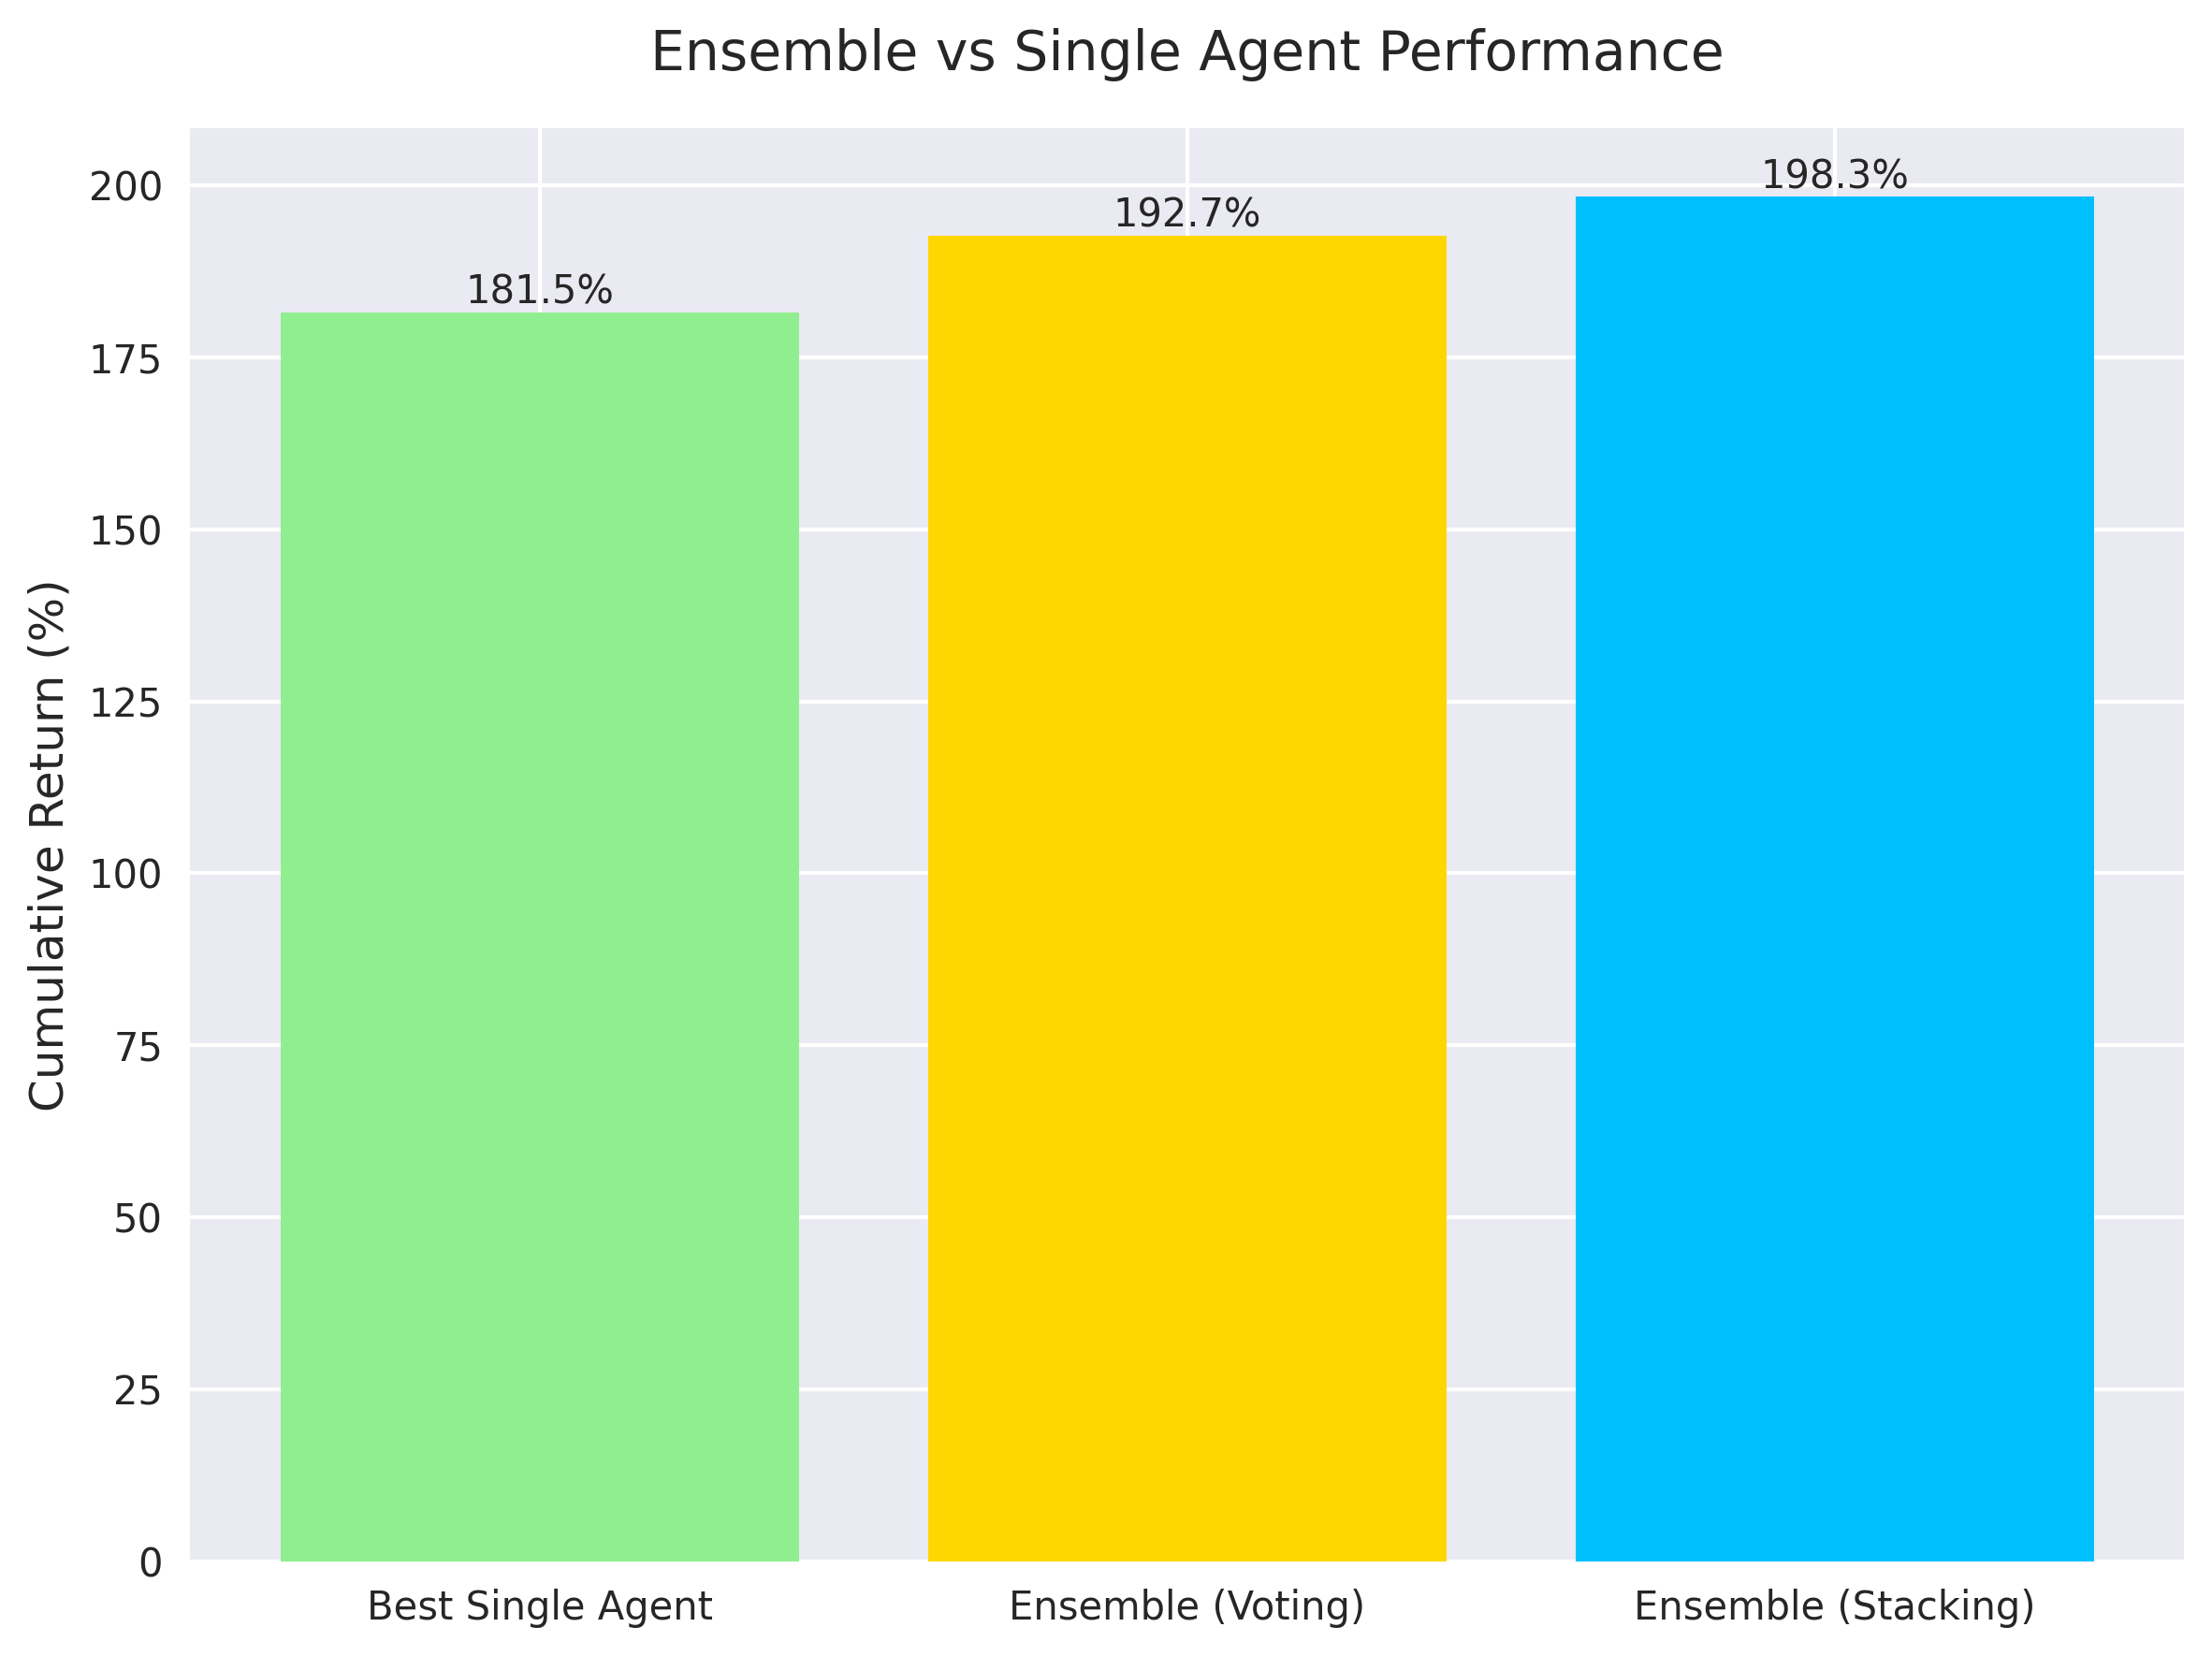 Ensemble vs Single Agent Performance
Cumulative Return (%)
200
175
150
125
100
75
50
25
0
181.5%
192.7%
198.3%
Best Single Agent
Ensemble (Voting)
Ensemble (Stacking)